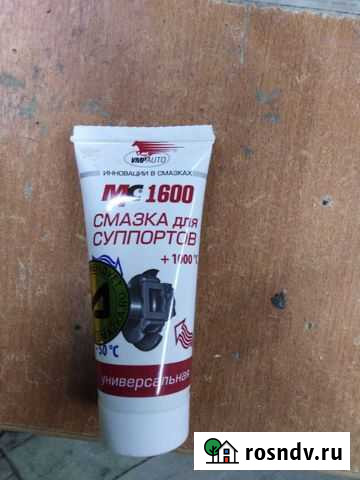 VMPAUTO
ИННОВАЦИИ В СМАЗКАХ
МС 1600
СМАЗКА для
СУППОРТОВ
+1000°C
-50 °C
универсальная
rosndv.ru